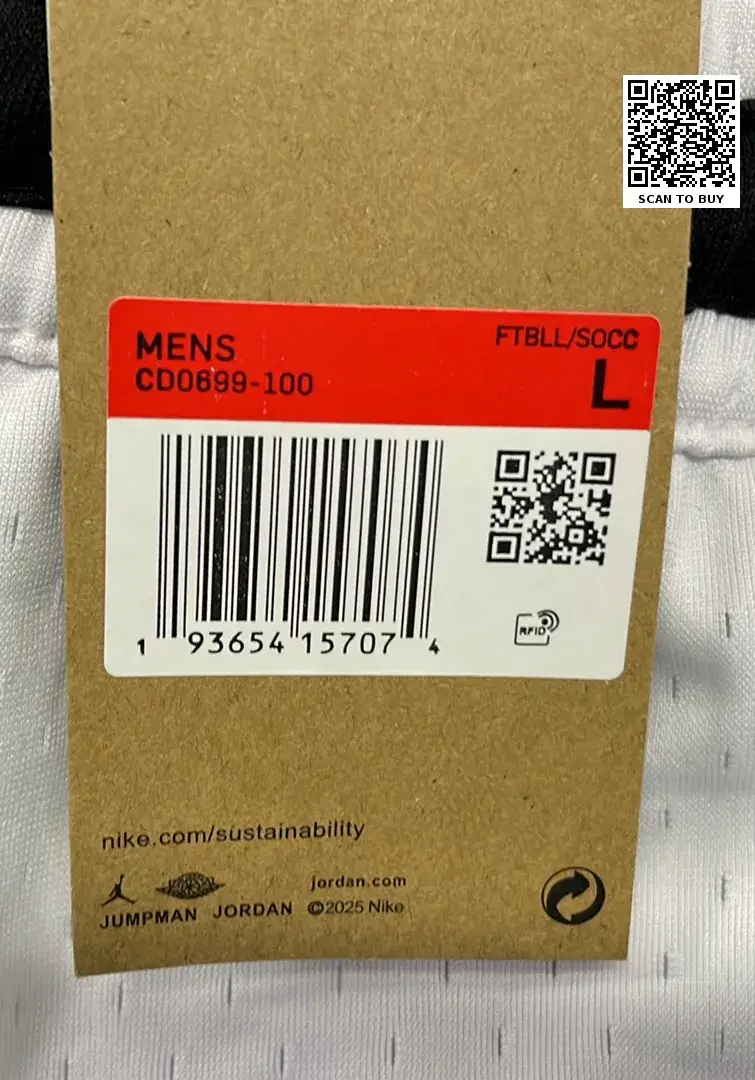 SCAN TO BUY
MENS
FTBLL/SOCC
CD0699-100
L
1 93654 15707 4
RFID
nike.com/sustainability
jordan.com
JUMPMAN JORDAN ©2025 Nike